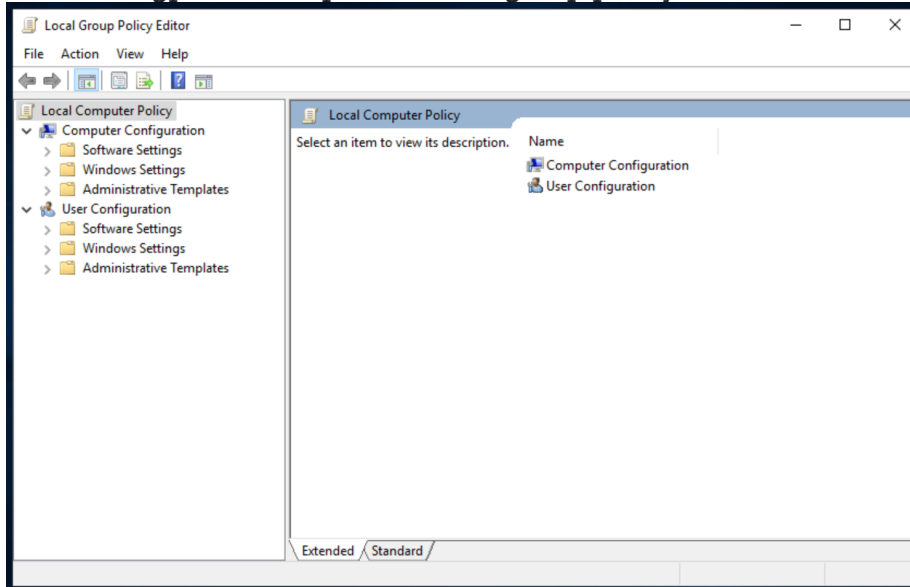 Local Group Policy Editor
File Action View Help
Local Computer Policy
Computer Configuration
Software Settings
Windows Settings
Administrative Templates
User Configuration
Software Settings
Windows Settings
Administrative Templates
Local Computer Policy
Select an item to view its description.
Name
Computer Configuration
User Configuration
Extended Standard